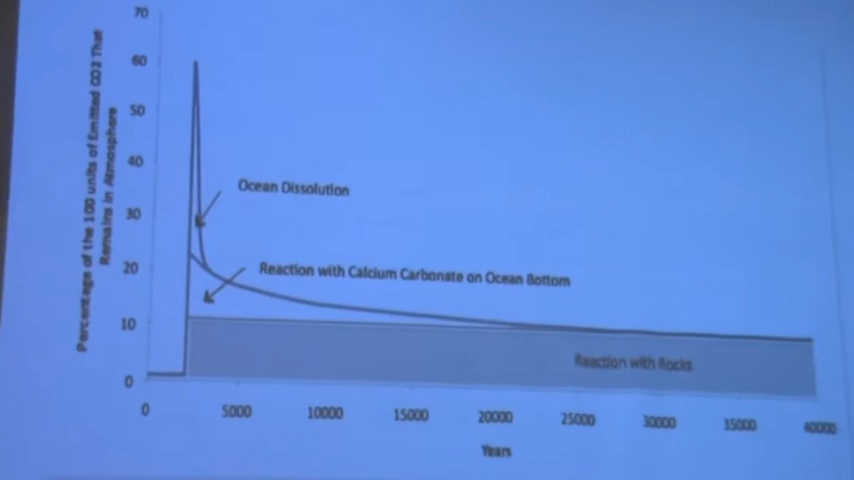 Percentage of the 100 units of Emitted CO2 That
Remains in Atmosphere
70
60
50
40
30
20
10
0
Ocean Dissolution
Reaction with Calcium Carbonate on Ocean Bottom
Reaction with Rocks
0 5000 10000 15000 20000 25000 30000 35000 40000
Years